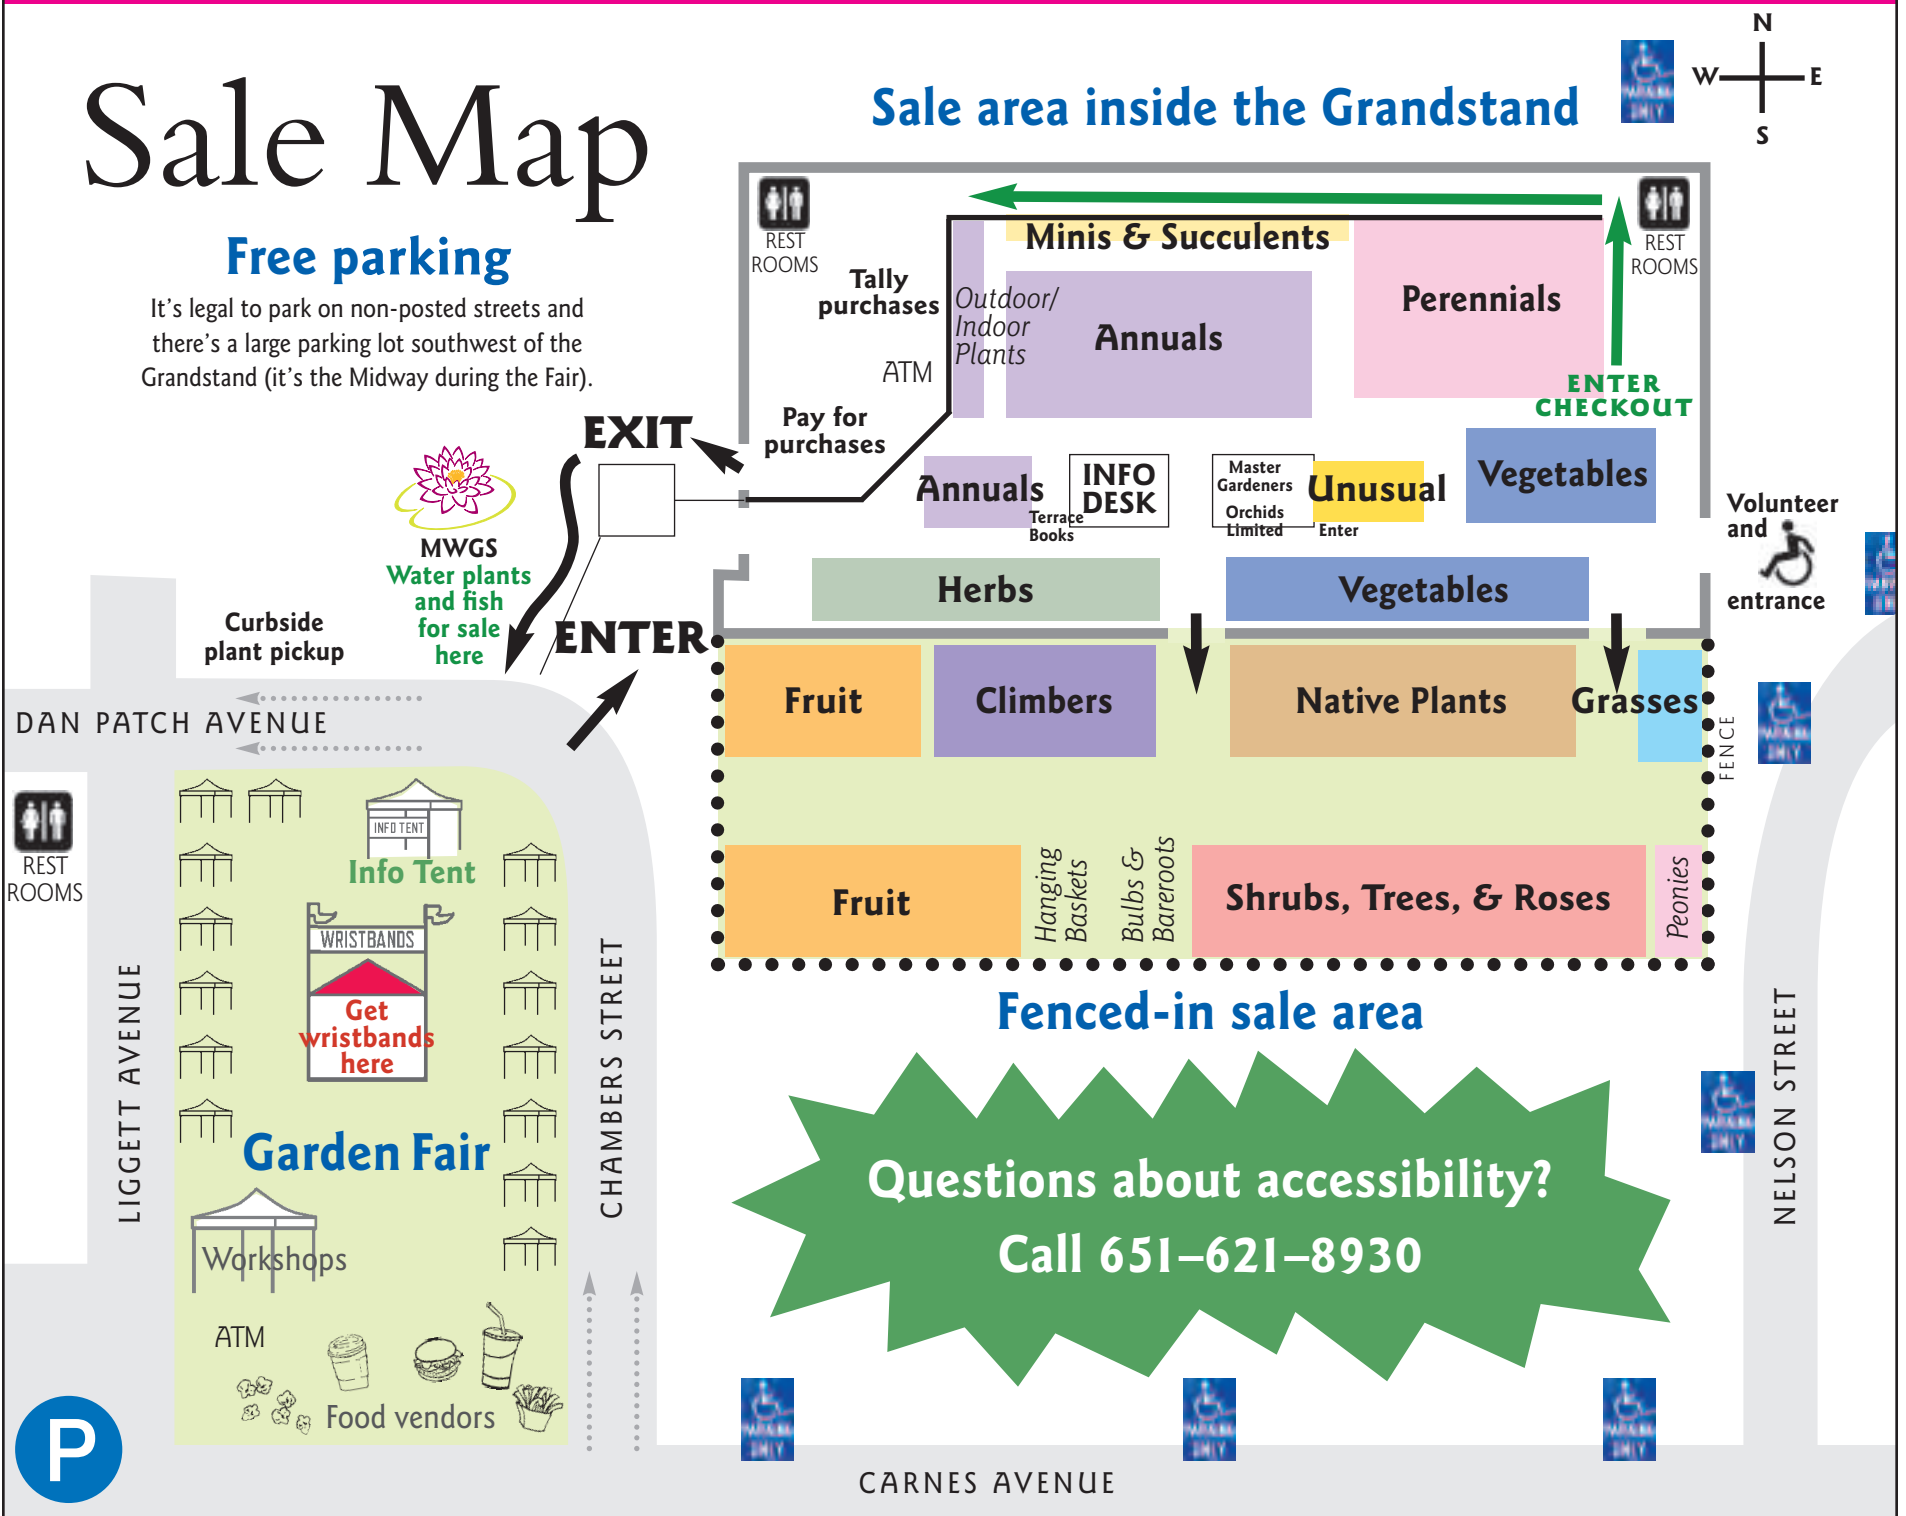 Sale Map
Free parking
It's legal to park on non-posted streets and
there's a large parking lot southwest of the
Grandstand (it's the Midway during the Fair).
Sale area inside the Grandstand
N
W E
S
REST
ROOMS
REST
ROOMS
Minis & Succulents
Tally
purchases
Outdoor/
Indoor
Plants
Annuals
Perennials
ATM
ENTER
CHECKOUT
Pay for
purchases
EXIT
Annuals
Terrace
Books
INFO
DESK
Master
Gardeners
Orchids
Limited
Unusual
Enter
Vegetables
Volunteer
and
entrance
MWGS
Water plants
and fish
for sale
here
Herbs
Vegetables
Curbside
plant pickup
ENTER
DAN PATCH AVENUE
Fruit
Climbers
Native Plants
Grasses
FENCE
REST
ROOMS
INFO TENT
Info Tent
Fruit
Hanging
Baskets
Bulbs &
Bareroots
Shrubs, Trees, & Roses
Peonies
WRISTBANDS
Get
wristbands
here
Fenced-in sale area
LIGGETT AVENUE
CHAMBERS STREET
NELSON STREET
Garden Fair
Workshops
ATM
Food vendors
Questions about accessibility?
Call 651–621–8930
P
CARNES AVENUE